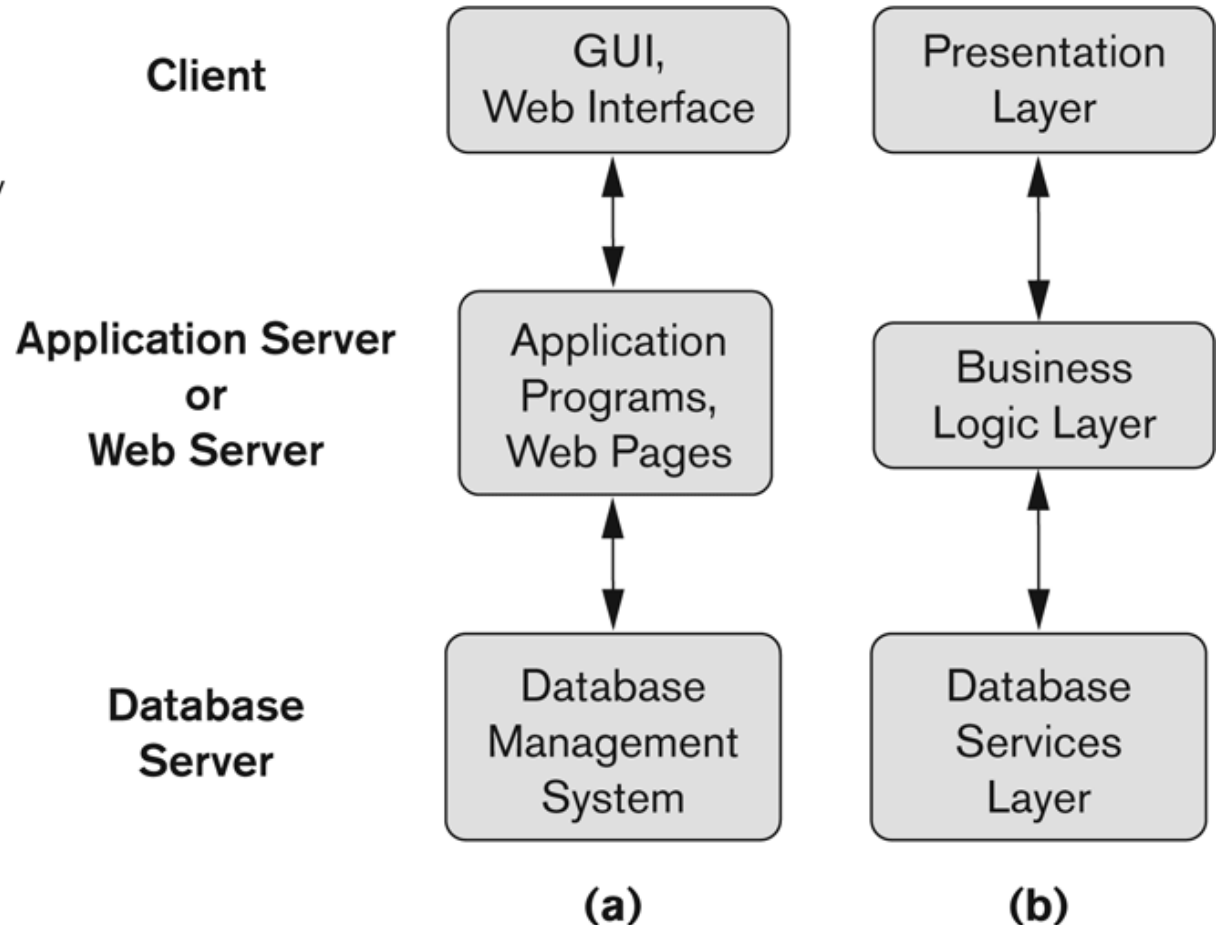 Client
GUI,
Web Interface
Presentation
Layer
y
Application Server
or
Web Server
Application
Programs,
Web Pages
Business
Logic Layer
Database
Server
Database
Management
System
Database
Services
Layer
(a)
(b)